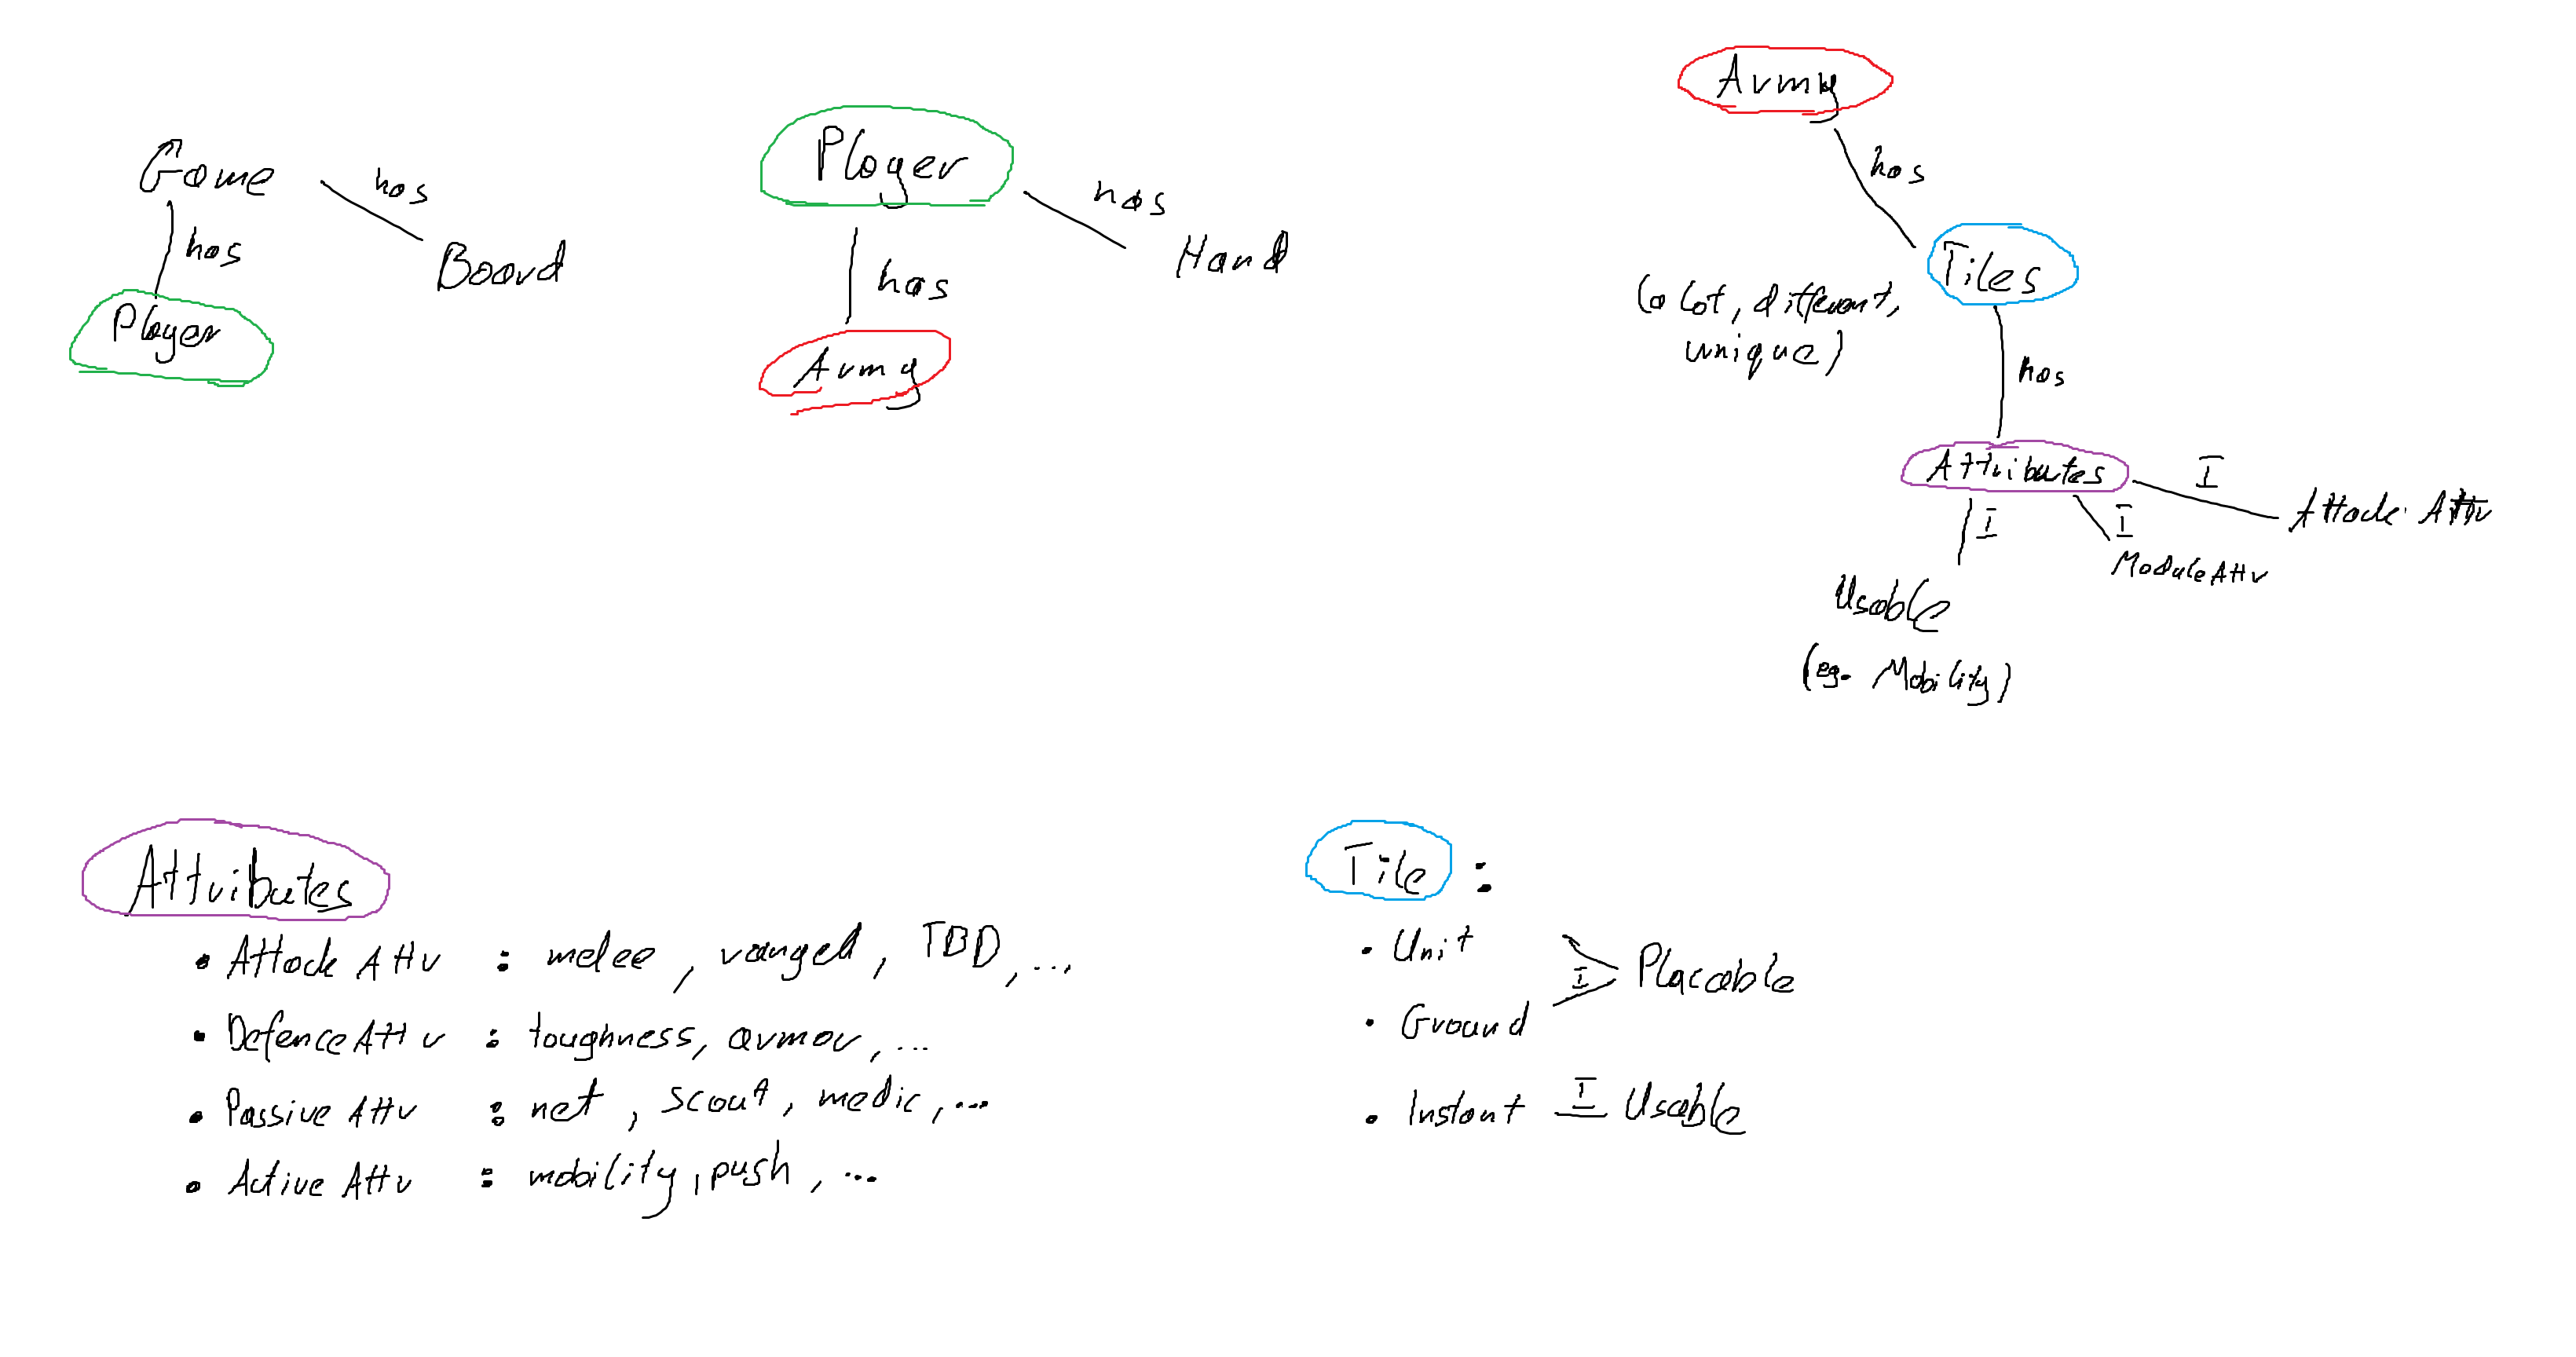 Game
has
has
Board
Player
Player
has
has
Hand
Army
Army
has
Tiles
(a lot, different,
unique)
has
Attributes
I
I
I
Attack Attr
ModuleAttr
Usable
(eg. Mobility)
Attributes
• Attack Attr : melee, ranged, TBD, ...
• Defence Attr : toughness, armor, ...
• Passive Attr : net, scout, medic, ...
• Active Attr : mobility, push, ...
Tile :
• Unit
I Placable
• Ground
• Instant I Usable